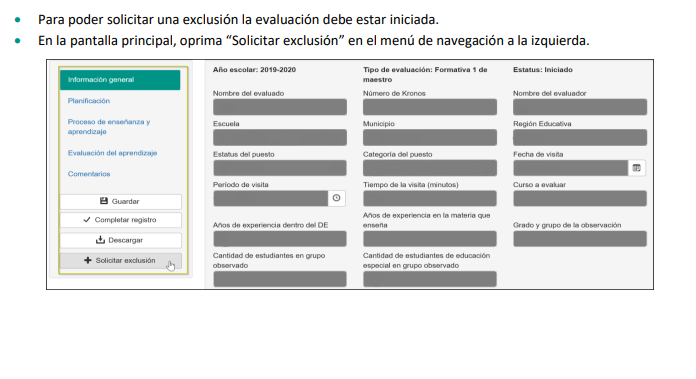 • Para poder solicitar una exclusión la evaluación debe estar iniciada.
• En la pantalla principal, oprima “Solicitar exclusión” en el menú de navegación a la izquierda.
Información general
Planificación
Proceso de enseñanza y
aprendizaje
Evaluación del aprendizaje
Comentarios
Guardar
Completar registro
Descargar
Solicitar exclusión
Año escolar: 2019-2020 Tipo de evaluación: Formativa 1 de Estatus: Iniciado
maestro
Nombre del evaluado Número de Kronos Nombre del evaluador
Escuela Municipio Región Educativa
Estatus del puesto Categoría del puesto Fecha de visita
Período de visita Tiempo de la visita (minutos) Curso a evaluar
Años de experiencia dentro del DE Años de experiencia en la materia que Grado y grupo de la observación
enseña
Cantidad de estudiantes en grupo Cantidad de estudiantes de educación
observado especial en grupo observado